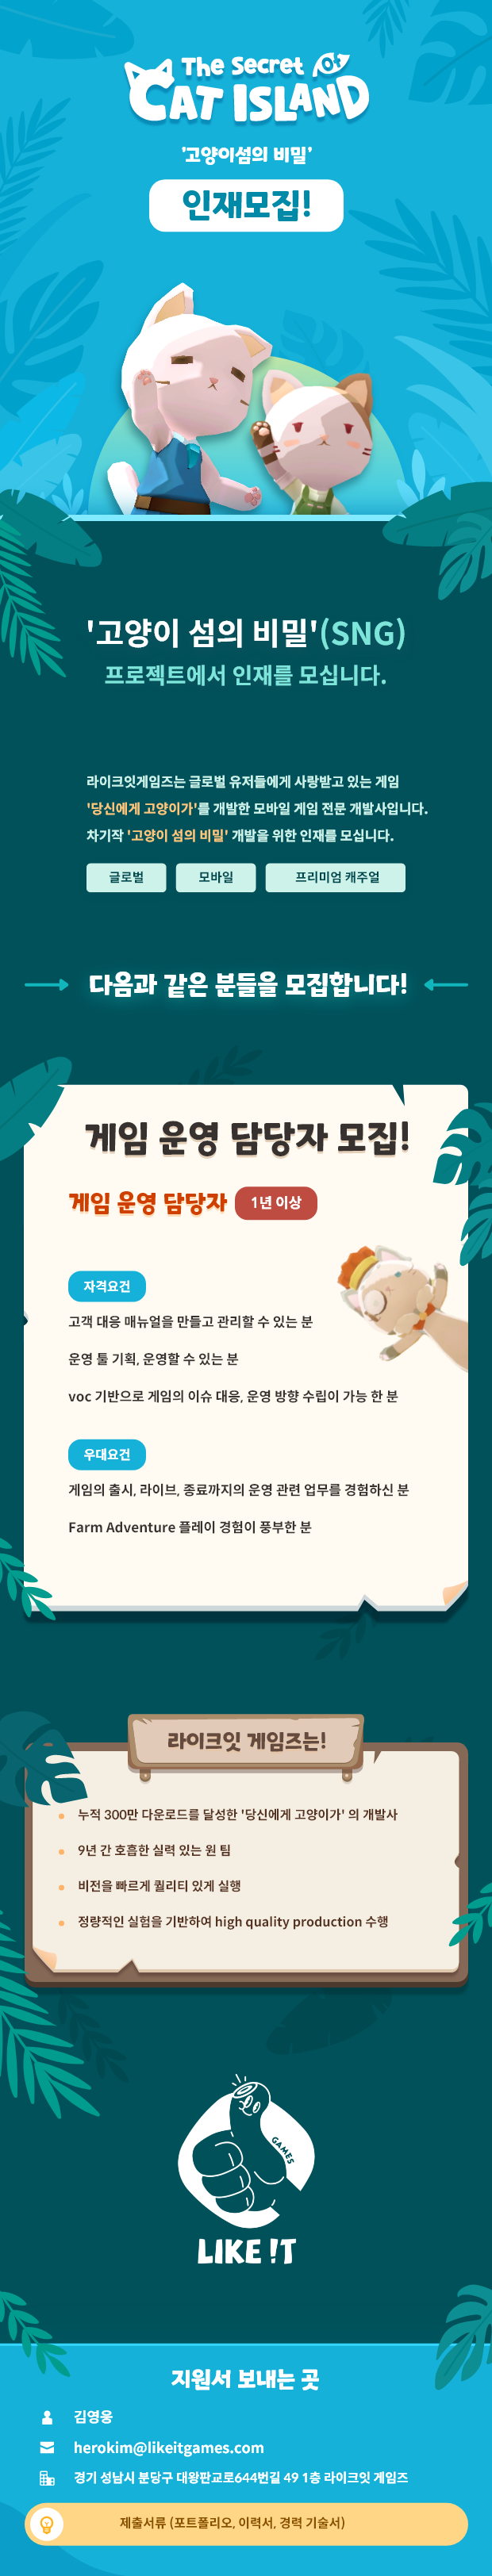 The Secret Of
CAT ISLAND
'고양이섬의 비밀'
인재모집!
'고양이 섬의 비밀'(SNG)
프로젝트에서 인재를 모십니다.
라이크잇게임즈는 글로벌 유저들에게 사랑받고 있는 게임
'당신에게 고양이가'를 개발한 모바일 게임 전문 개발사입니다.
차기작 '고양이 섬의 비밀' 개발을 위한 인재를 모십니다.
글로벌 모바일 프리미엄 캐주얼
다음과 같은 분들을 모집합니다!
게임 운영 담당자 모집!
게임 운영 담당자 1년 이상
자격요건
고객 대응 매뉴얼을 만들고 관리할 수 있는 분
운영 툴 기획, 운영할 수 있는 분
voc 기반으로 게임의 이슈 대응, 운영 방향 수립이 가능 한 분
우대요건
게임의 출시, 라이브, 종료까지의 운영 관련 업무를 경험하신 분
Farm Adventure 플레이 경험이 풍부한 분
라이크잇 게임즈는!
누적 300만 다운로드를 달성한 '당신에게 고양이가' 의 개발사
9년 간 호흡한 실력 있는 원 팀
비전을 빠르게 퀄리티 있게 실행
정량적인 실험을 기반하여 high quality production 수행
GAMES
LIKE !T
지원서 보내는 곳
김영웅
herokim@likeitgames.com
경기 성남시 분당구 대왕판교로644번길 49 1층 라이크잇 게임즈
제출서류 (포트폴리오, 이력서, 경력 기술서)